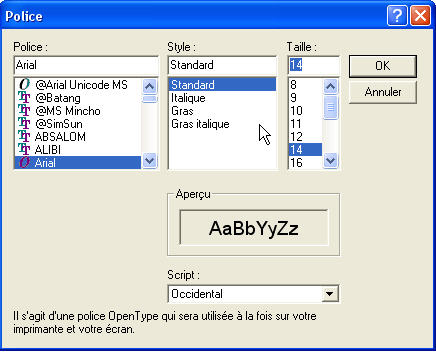 Police
Police :
Style :
Taille :
Arial
Standard
14
OK
Annuler
@Arial Unicode MS
@Batang
@MS Mincho
@SimSun
ABSALOM
ALIBI
Arial
Standard
Italique
Gras
Gras italique
8
9
10
11
12
14
16
Aperçu
AaBbYyZz
Script :
Occidental
Il s'agit d'une police OpenType qui sera utilisée à la fois sur votre
imprimante et votre écran.